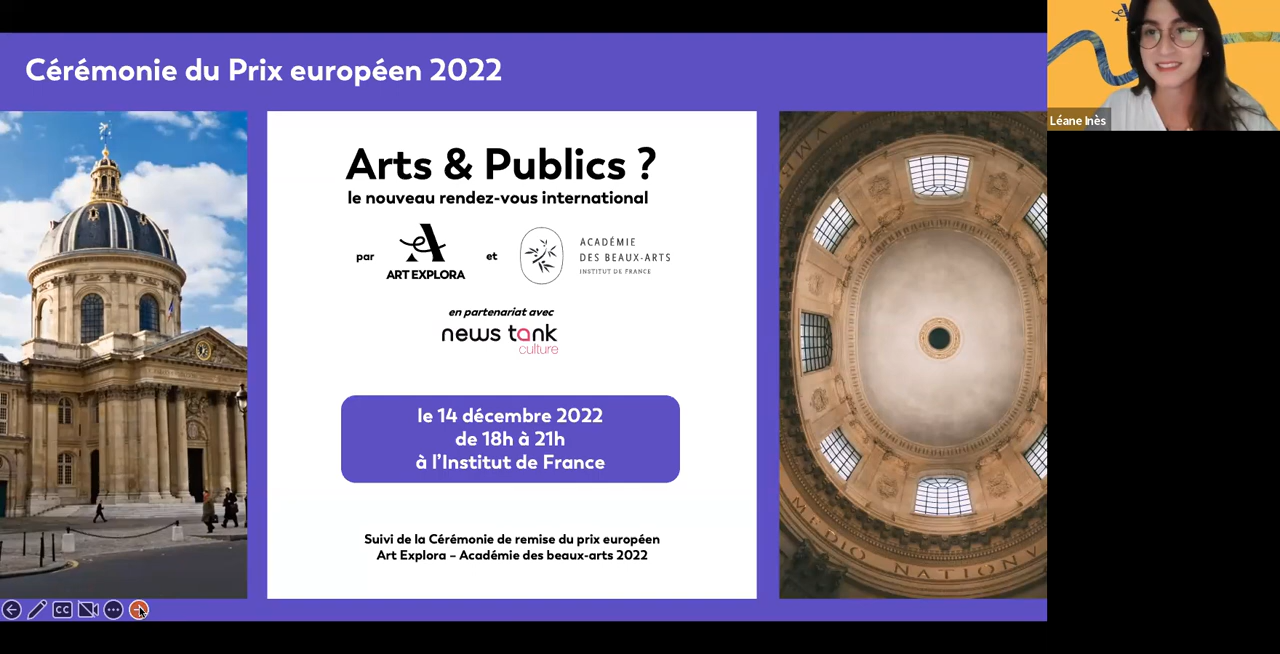 Cérémonie du Prix européen 2022
Arts & Publics ?
le nouveau rendez-vous international
par
ART EXPLORA
et
ACADÉMIE
DES BEAUX-ARTS
INSTITUT DE FRANCE
en partenariat avec
news tank
culture
le 14 décembre 2022
de 18h à 21h
à l'Institut de France
Suivi de la Cérémonie de remise du prix européen
Art Explora – Académie des beaux-arts 2022
MEDIO NATIONV
CC
Léane Inès